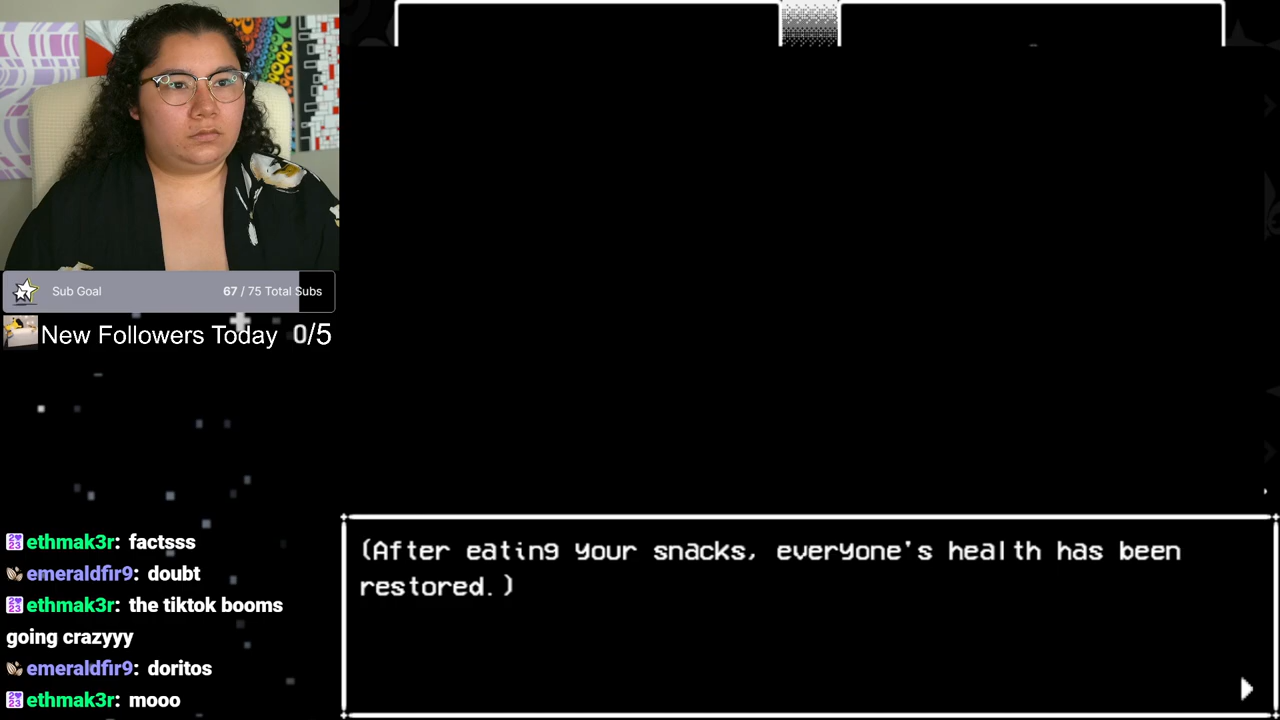 Sub Goal 67 / 75 Total Subs
New Followers Today 0/5
ethmak3r: factsss
emeraldfir9: doubt
ethmak3r: the tiktok booms
going crazyyy
emeraldfir9: doritos
ethmak3r: mooo
(After eating your snacks, everyone's health has been
restored.)